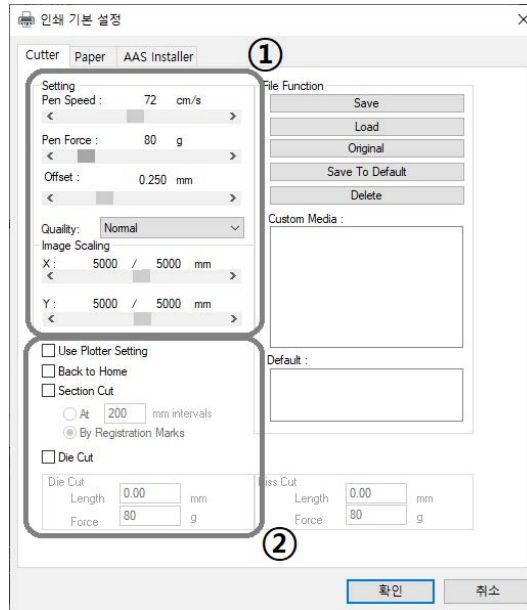 인쇄 기본 설정
Cutter Paper AAS Installer
①
Setting
Pen Speed : 72 cm/s
Pen Force : 80 g
Offset : 0.250 mm
Quaility: Normal
Image Scaling
X : 5000 / 5000 mm
Y : 5000 / 5000 mm
File Function
Save
Load
Original
Save To Default
Delete
Custom Media :
Use Plotter Setting
Back to Home
Section Cut
At 200 mm intervals
By Registration Marks
Die Cut
Default :
Die Cut
Length 0.00 mm
Force 80 g
Kiss Cut
Length 0.00 mm
Force 80 g
②
확인 취소